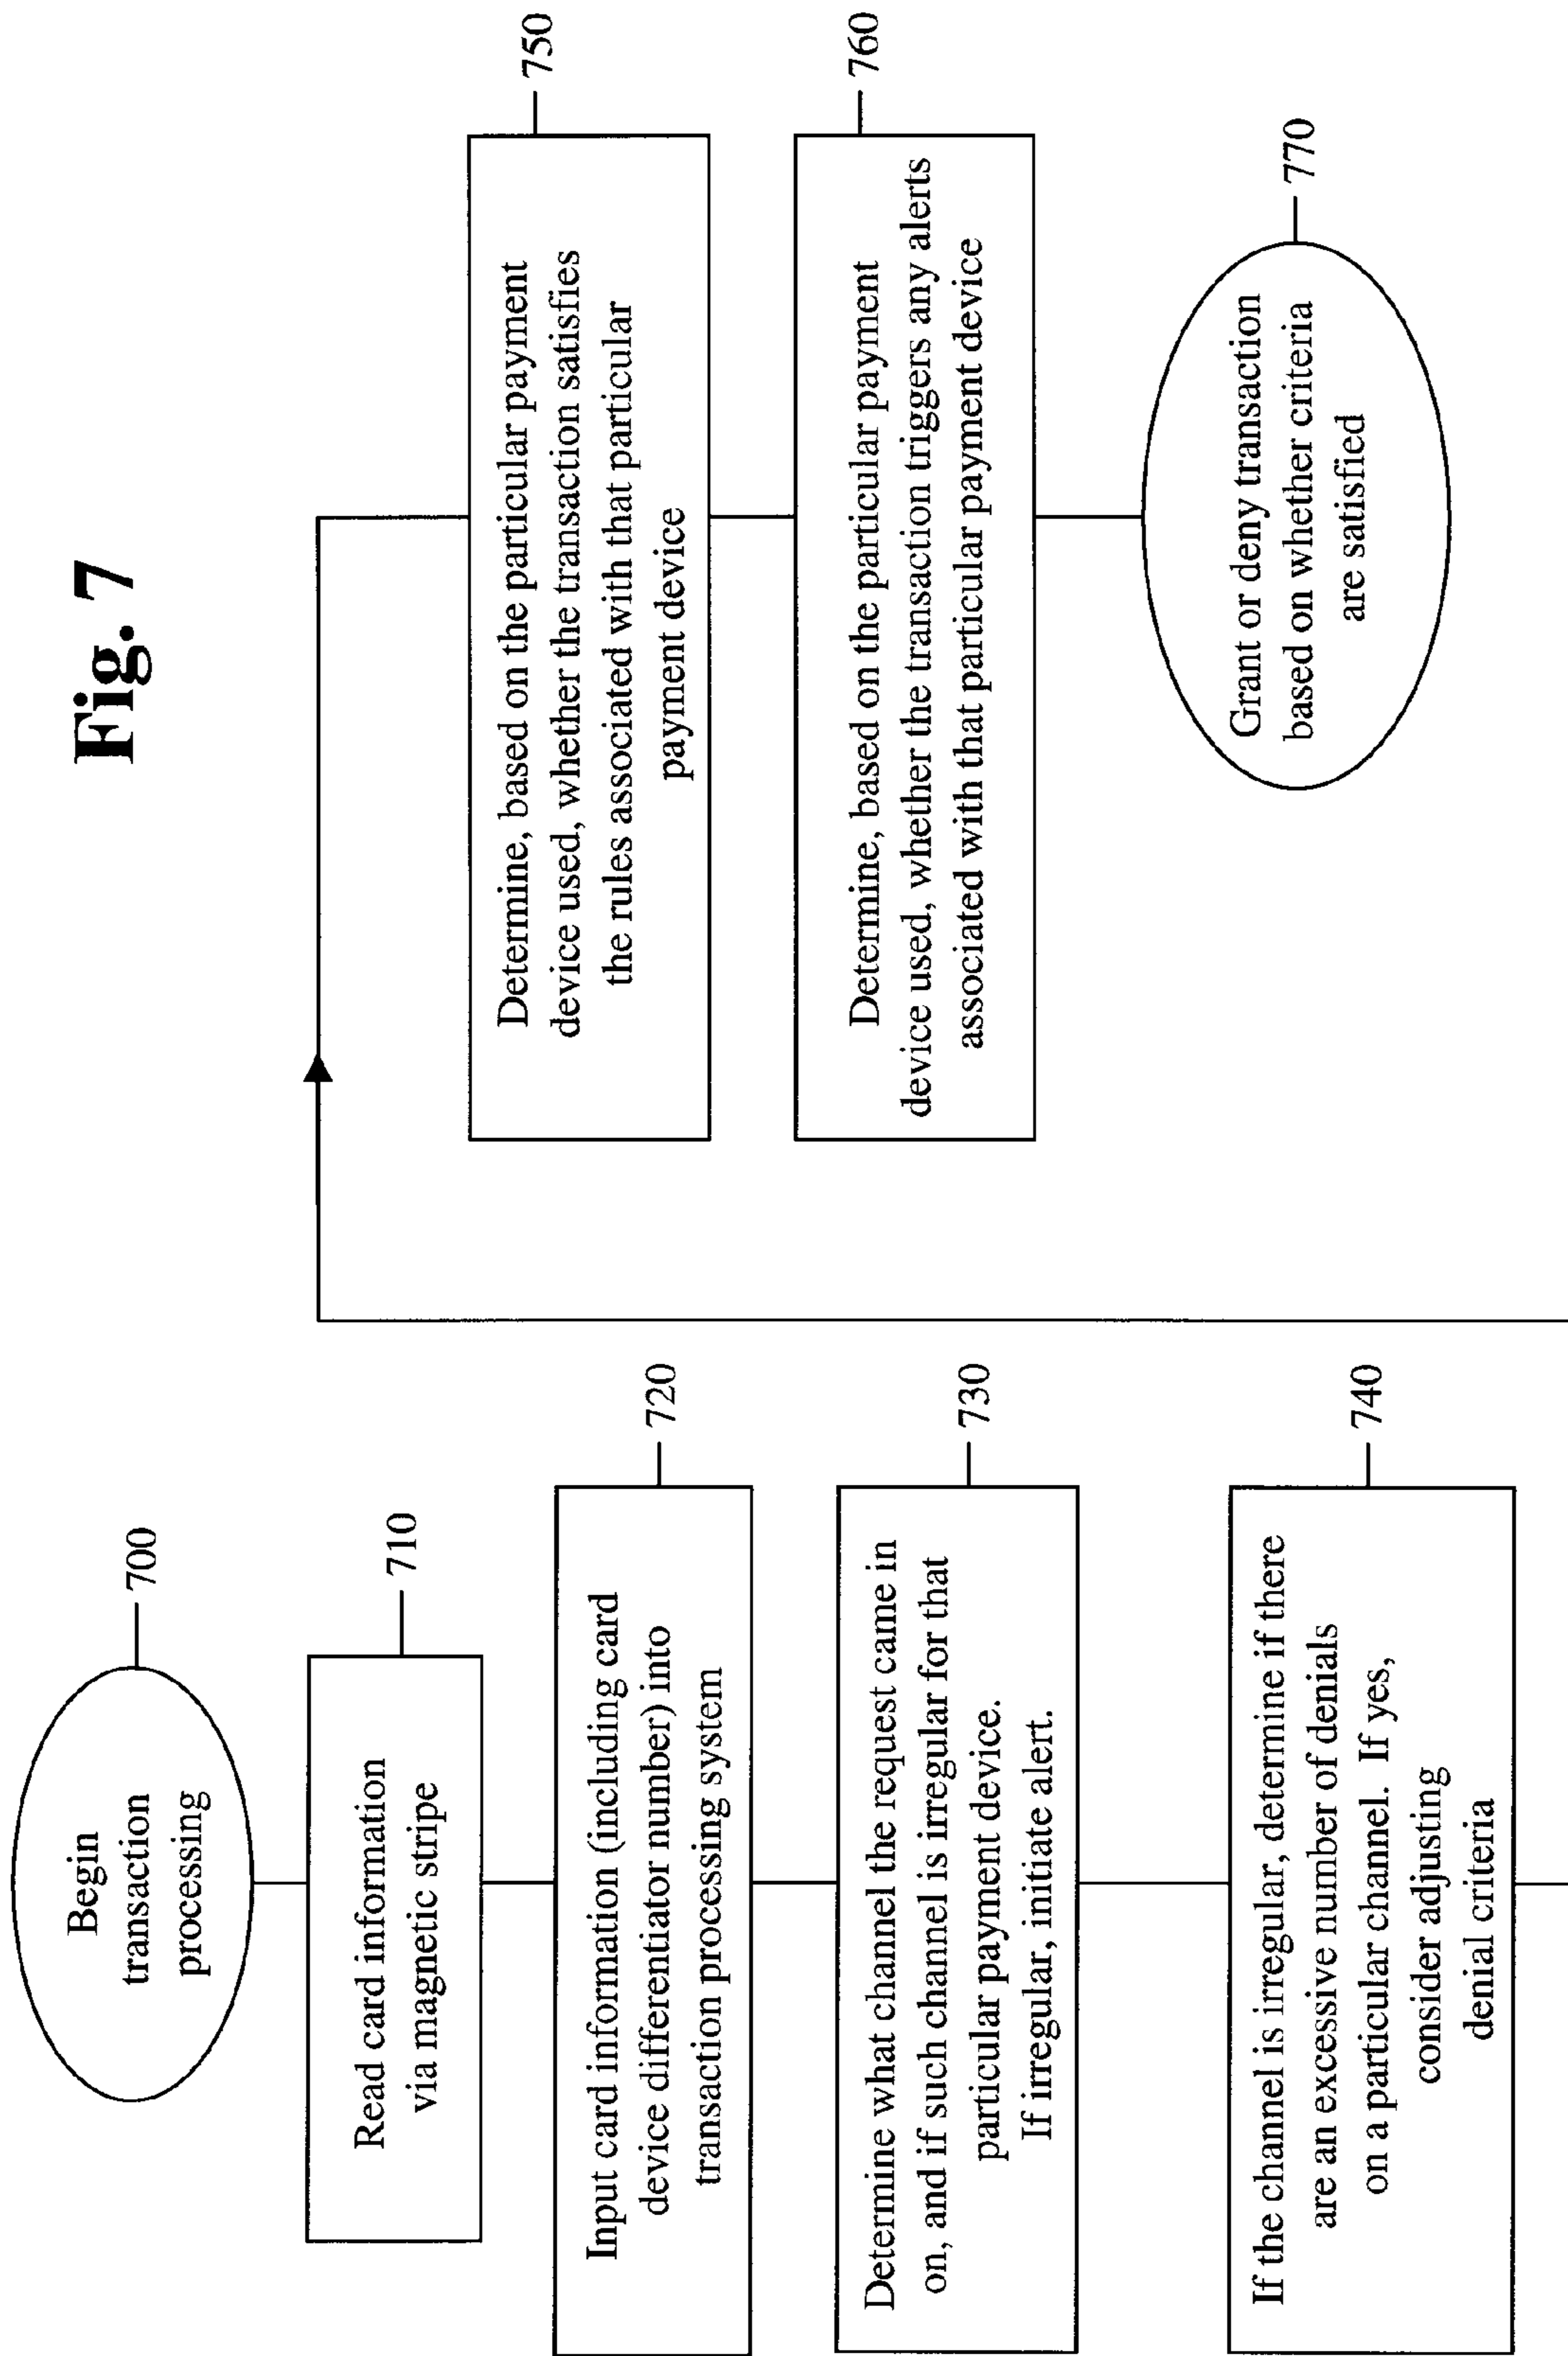 Fig. 7
Begin
transaction
processing
700
Read card information
via magnetic stripe
710
Input card information (including card
device differentiator number) into
transaction processing system
720
Determine what channel the request came in
on, and if such channel is irregular for that
particular payment device.
If irregular, initiate alert.
730
If the channel is irregular, determine if there
are an excessive number of denials
on a particular channel. If yes,
consider adjusting
denial criteria
740
Determine, based on the particular payment
device used, whether the transaction satisfies
the rules associated with that particular
payment device
750
Determine, based on the particular payment
device used, whether the transaction triggers any alerts
associated with that particular payment device
760
Grant or deny transaction
based on whether criteria
are satisfied
770